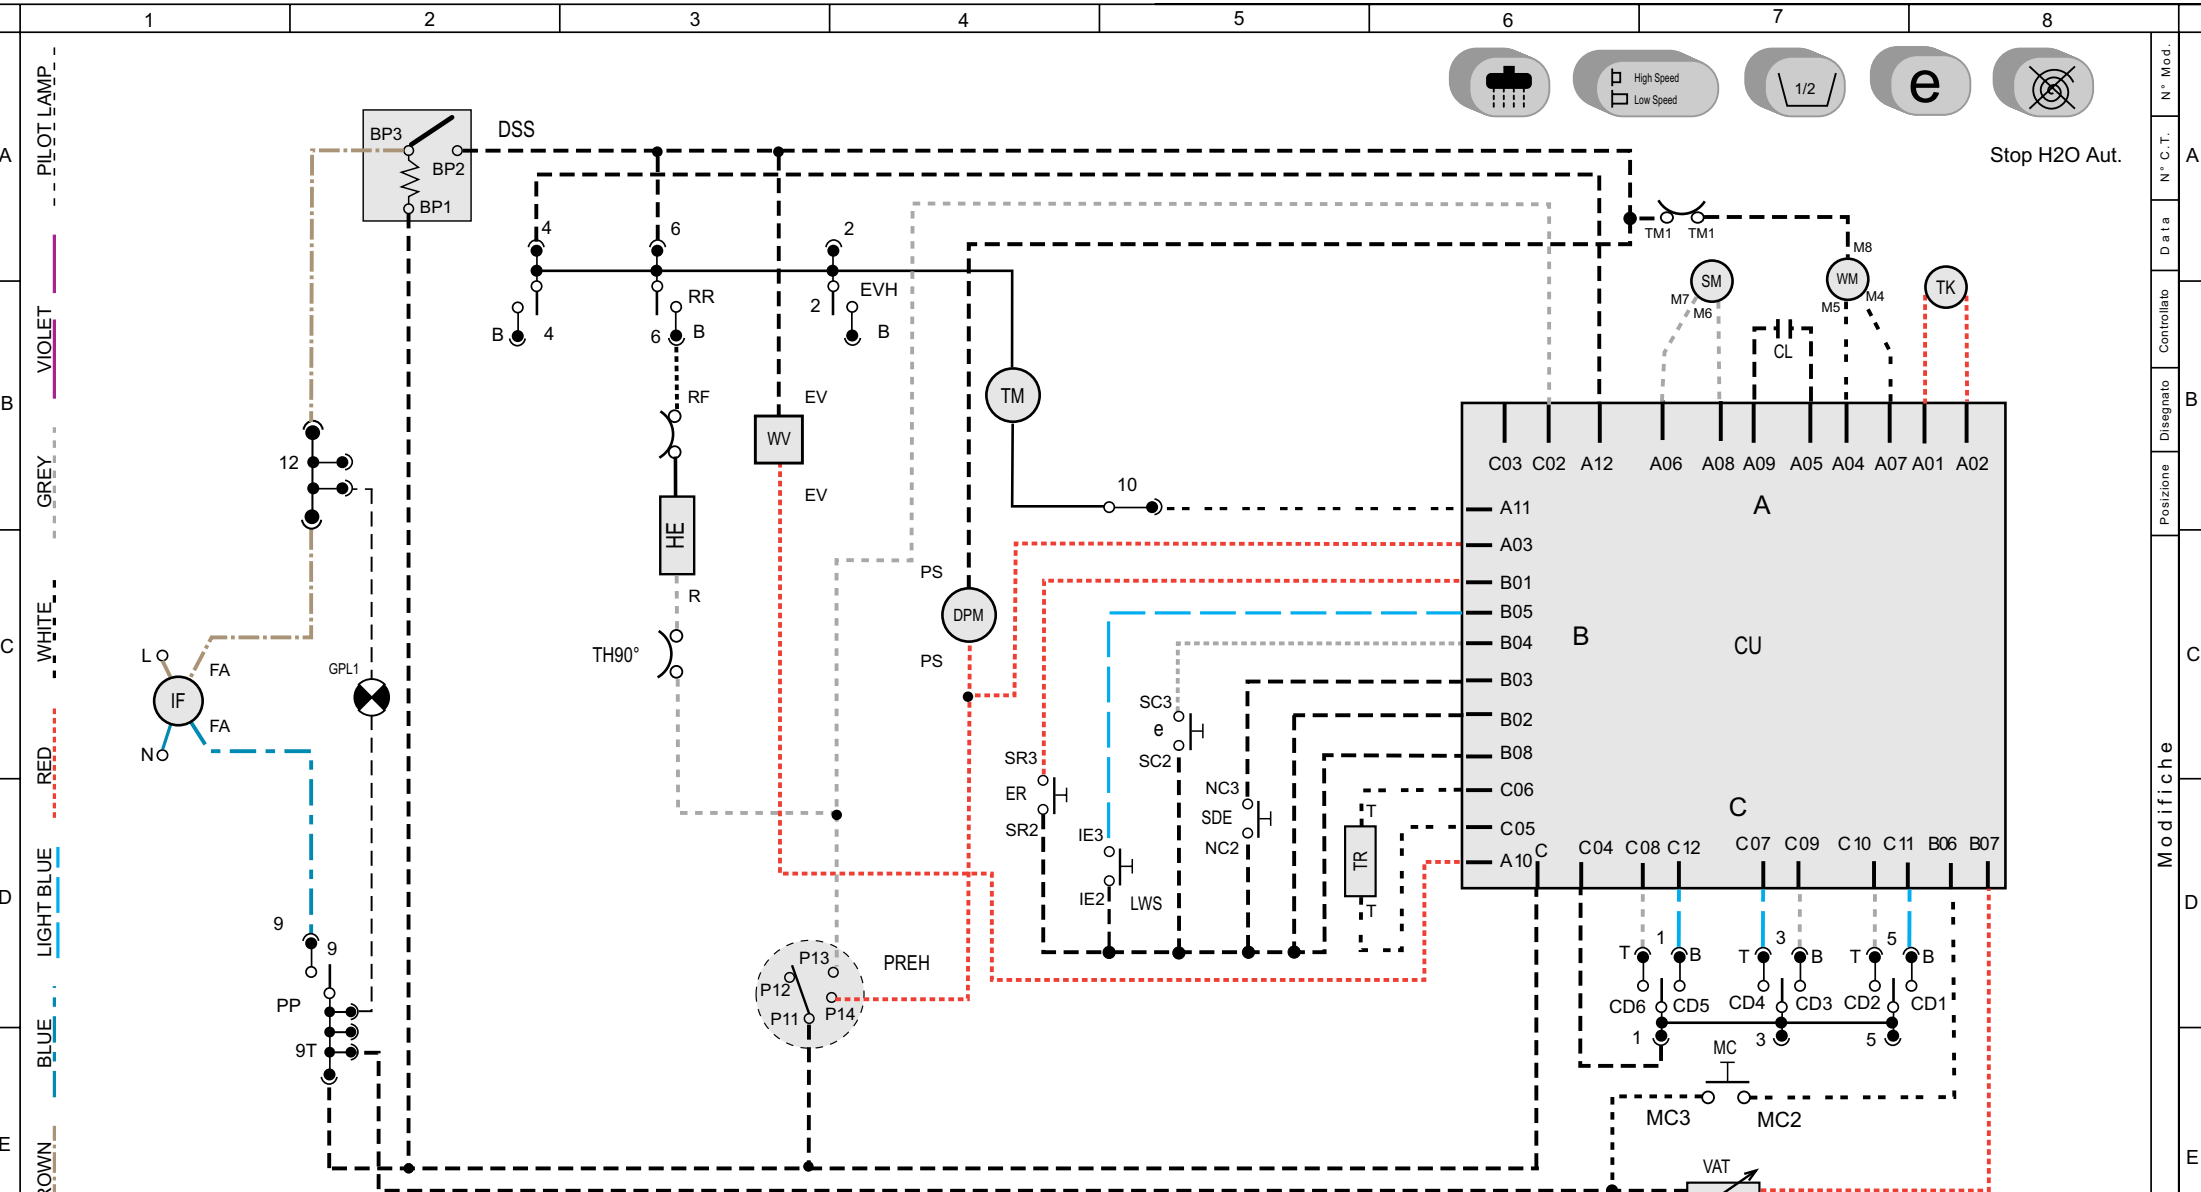 1 2 3 4 5 6 7 8
High Speed
Low Speed
1/2
e
Stop H2O Aut.
A
B
C
D
E
PILOT LAMP
VIOLET
GREY
WHITE
RED
LIGHT BLUE
BLUE
ROWN
N° Mod.
N° C.T.
Data
Controllato
Disegnato
Posizione
Modifiche
A
B
C
D
E
BP3
BP2
BP1
DSS
4
6
2
B
4
RR
6
B
2
EVH
B
RF
EV
WV
EV
HE
R
TH90°
TM
10
PS
DPM
PS
12
L
FA
IF
FA
N
GPL1
9
9
PP
9T
P13
P12
P11
P14
PREH
TM1 TM1
M8
SM
M7
M6
WM
M5
M4
TK
CL
C03 C02 A12 A06 A08 A09 A05 A04 A07 A01 A02
A
A11
A03
B01
B05
B04
B03
B02
B08
C06
C05
A10
B
CU
C
C C04 C08 C12 C07 C09 C10 C11 B06 B07
SR3
ER
SR2
IE3
IE2
LWS
SC3
e
SC2
NC3
SDE
NC2
T
TR
T
T 1 B
T 3 B
T 5 B
CD6 CD5 CD4 CD3 CD2 CD1
1 3 5
MC
MC3 MC2
VAT